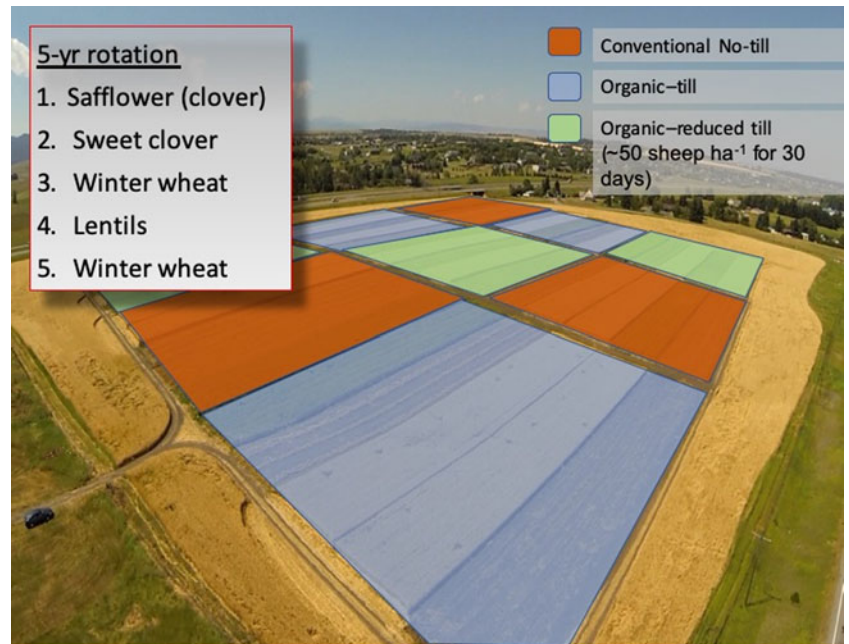 5-yr rotation
1. Safflower (clover)
2. Sweet clover
3. Winter wheat
4. Lentils
5. Winter wheat
Conventional No-till
Organic–till
Organic–reduced till
(~50 sheep ha⁻¹ for 30
days)